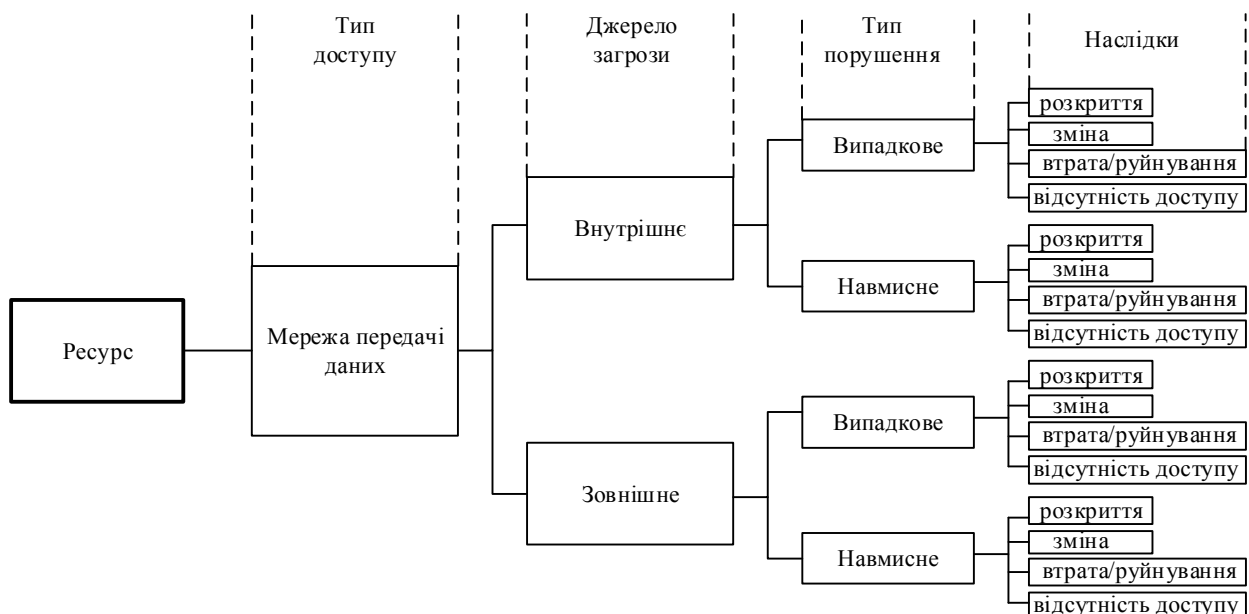 Тип
доступу
Джерело
загрози
Тип
порушення
Наслідки
Ресурс
Мережа передачі
даних
Внутрішнє
Зовнішне
Випадкове
Навмисне
Випадкове
Навмисне
розкриття
зміна
втрата/руйнування
відсутність доступу
розкриття
зміна
втрата/руйнування
відсутність доступу
розкриття
зміна
втрата/руйнування
відсутність доступу
розкриття
зміна
втрата/руйнування
відсутність доступу